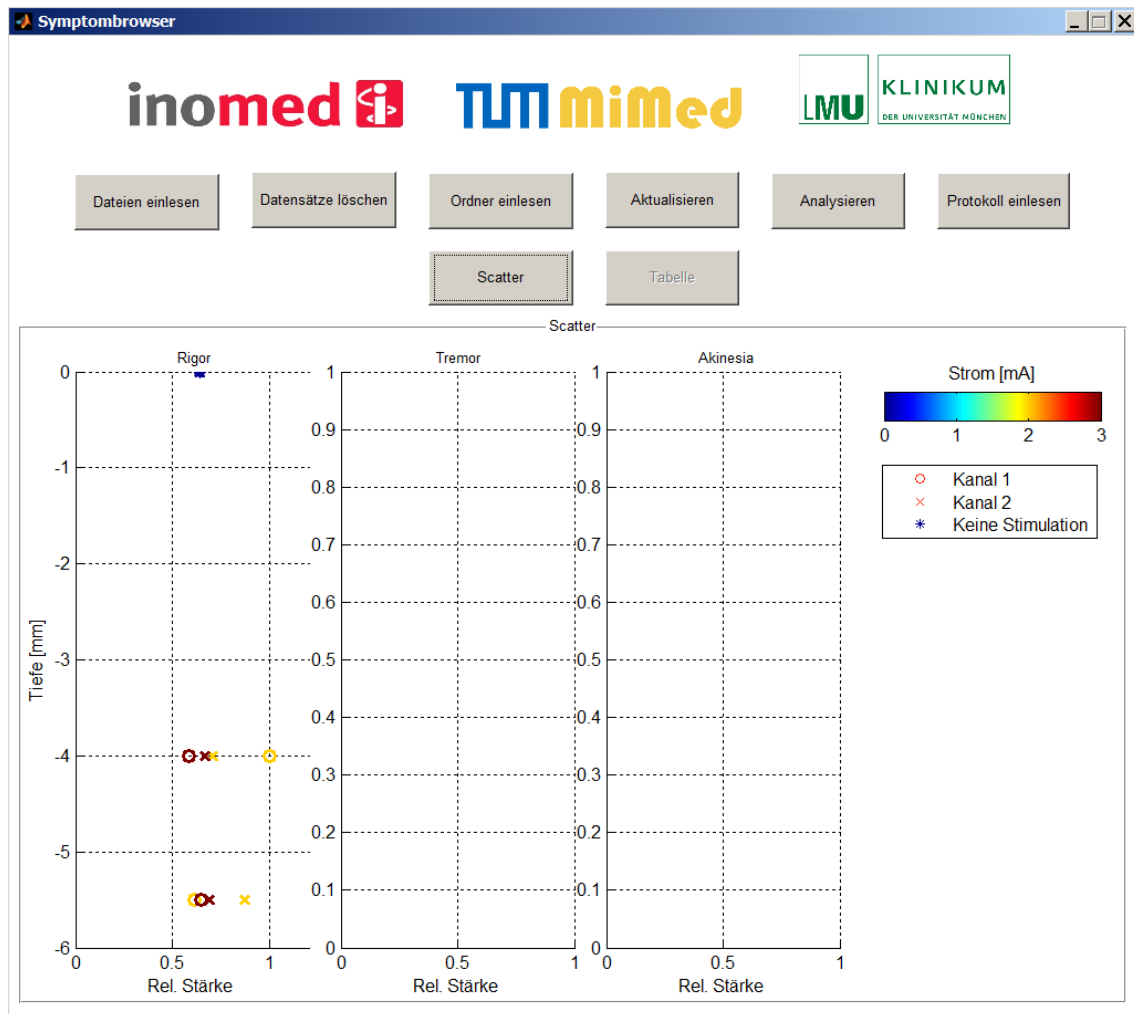 Symptombrowser
inomed
TUM MiMed
LMU KLINIKUM
DER UNIVERSITÄT MÜNCHEN
Dateien einlesen Datensätze löschen Ordner einlesen Aktualisieren Analysieren Protokoll einlesen
Scatter Tabelle
Scatter
Rigor
0
-1
-2
-3
-4
-5
-6
Tiefe [mm]
0 0.5 1
Rel. Stärke
Tremor
1
0.9
0.8
0.7
0.6
0.5
0.4
0.3
0.2
0.1
0
0 0.5 1
Rel. Stärke
Akinesia
1
0.9
0.8
0.7
0.6
0.5
0.4
0.3
0.2
0.1
0
0 0.5 1
Rel. Stärke
Strom [mA]
0 1 2 3
Kanal 1
Kanal 2
Keine Stimulation